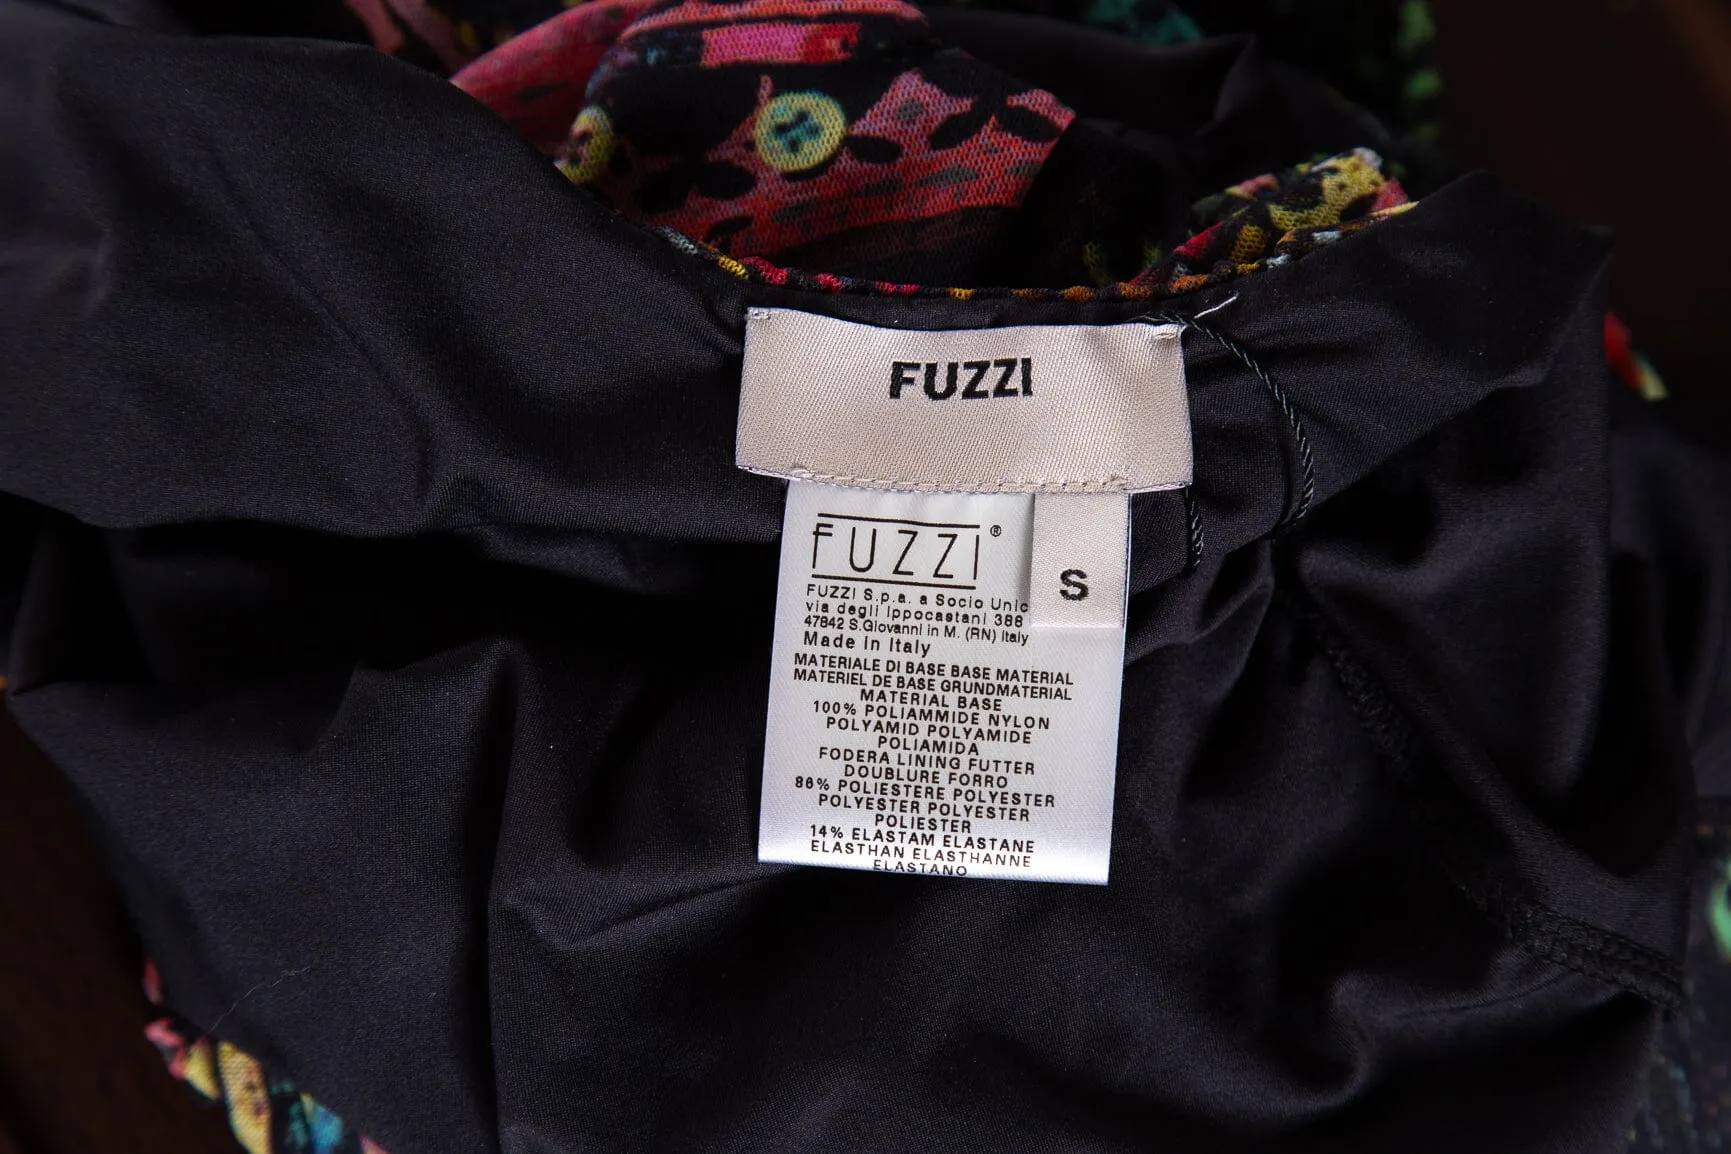 FUZZI
FUZZI®
S
FUZZI S.p.a. a Socio Unic
via degli Ippocastani 388
47842 S.Giovanni in M. (RN) Italy
Made in Italy
MATERIALE DI BASE BASE MATERIAL
MATERIEL DE BASE GRUNDMATERIAL
MATERIAL BASE
100% POLIAMMIDE NYLON
POLYAMID POLYAMIDE
POLIAMIDA
FODERA LINING FUTTER
DOUBLURE FORRO
86% POLIESTERE POLYESTER
POLYESTER POLYESTER
POLIESTER
14% ELASTAM ELASTANE
ELASTHAN ELASTHANNE
ELASTANO